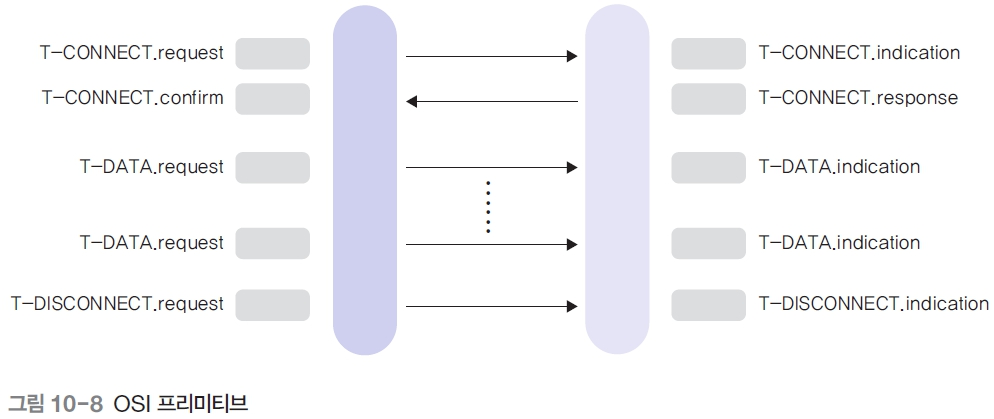 T-CONNECT.request
T-CONNECT.indication
T-CONNECT.confirm
T-CONNECT.response
T-DATA.request
T-DATA.indication
T-DATA.request
T-DATA.indication
T-DISCONNECT.request
T-DISCONNECT.indication
그림 10-8 OSI 프리미티브